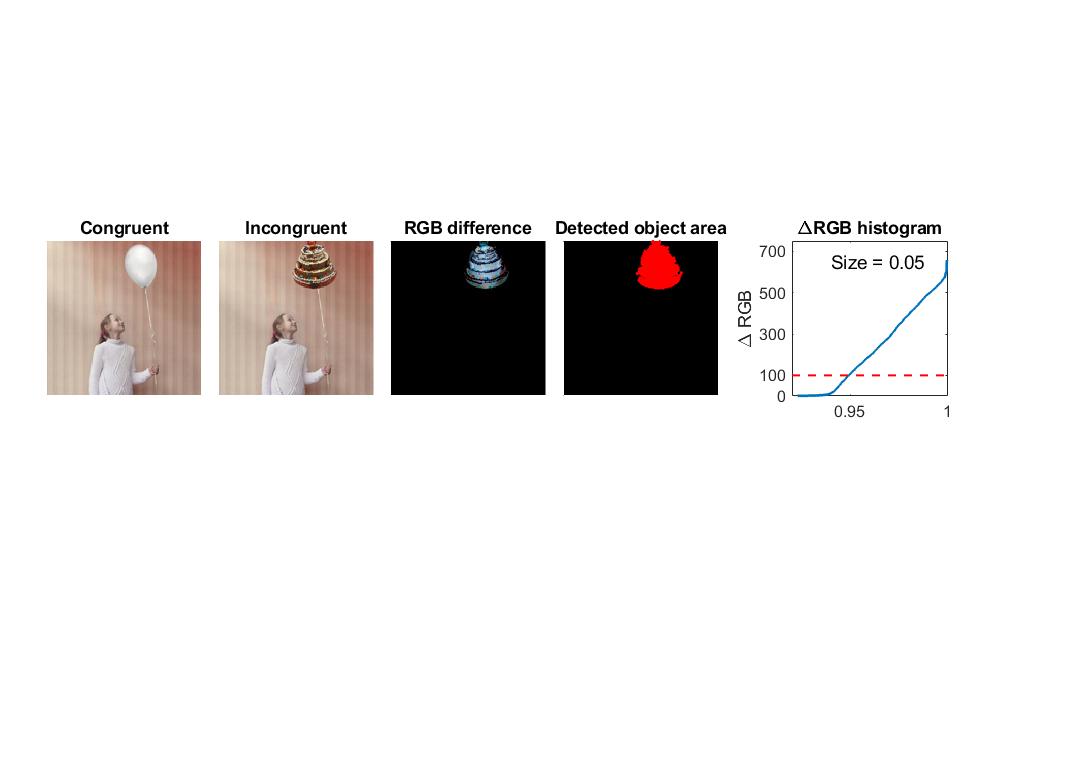 Congruent
Incongruent
RGB difference
Detected object area
ΔRGB histogram
Size = 0.05
Δ RGB
700
500
300
100
0
0.95
1